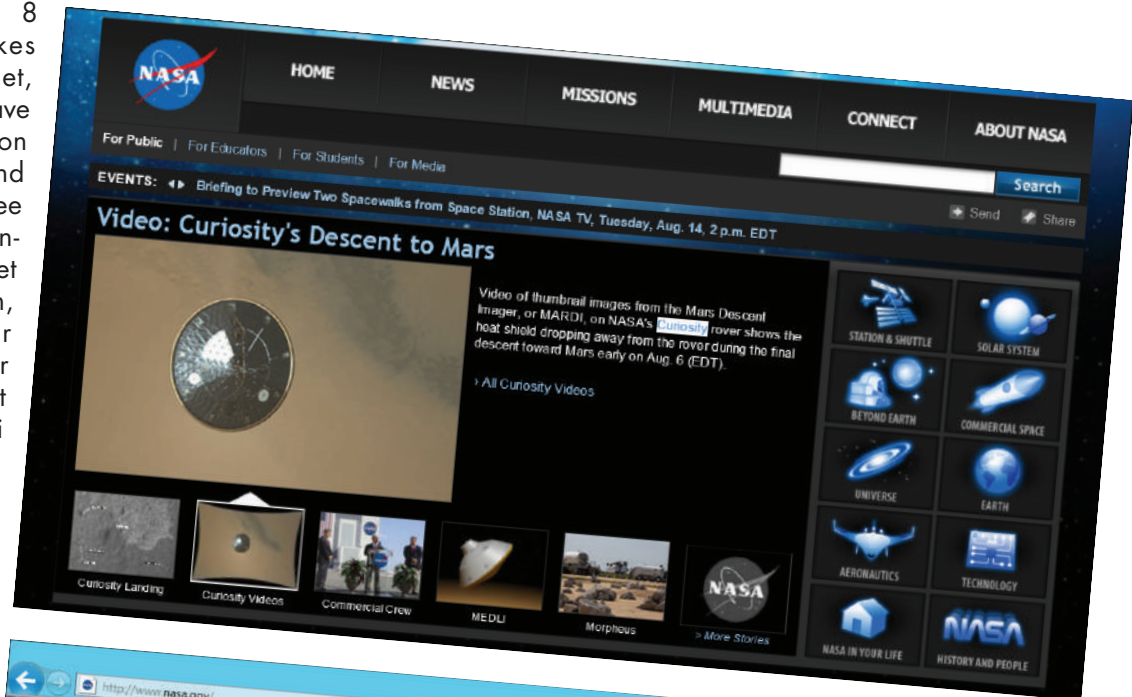 8
kes
et,
ave
on
nd
ee
n-
et
n,
r
r
t
i
NASA
HOME
NEWS
MISSIONS
MULTIMEDIA
CONNECT
ABOUT NASA
For Public | For Educators | For Students | For Media
Search
EVENTS: Briefing to Preview Two Spacewalks from Space Station, NASA TV, Tuesday, Aug. 14, 2 p.m. EDT
Send
Share
Video: Curiosity's Descent to Mars
Video of thumbnail images from the Mars Descent
Imager, or MARDI, on NASA's Curiosity rover shows the
heat shield dropping away from the rover during the final
descent toward Mars early on Aug. 6 (EDT).
› All Curiosity Videos
STATION & SHUTTLE
SOLAR SYSTEM
BEYOND EARTH
COMMERCIAL SPACE
UNIVERSE
EARTH
AERONAUTICS
TECHNOLOGY
NASA IN YOUR LIFE
NASA
HISTORY AND PEOPLE
Curiosity Landing
Curiosity Videos
Commercial Crew
MEDLI
Morpheus
NASA
> More Stories
http://www.nasa.gov/